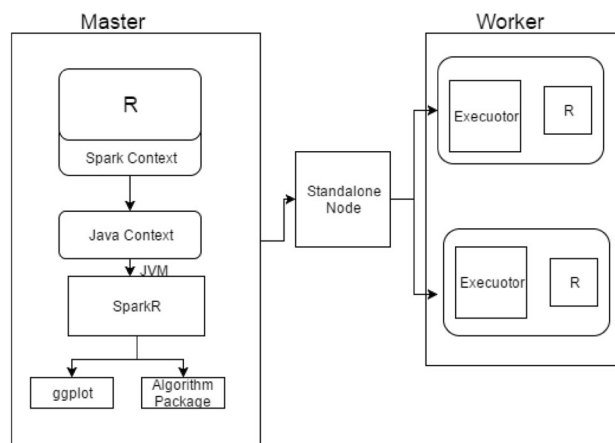 Master
R
Spark Context
Java Context
JVM
SparkR
ggplot
Algorithm
Package
Standalone
Node
Worker
Execuotor
R
Execuotor
R